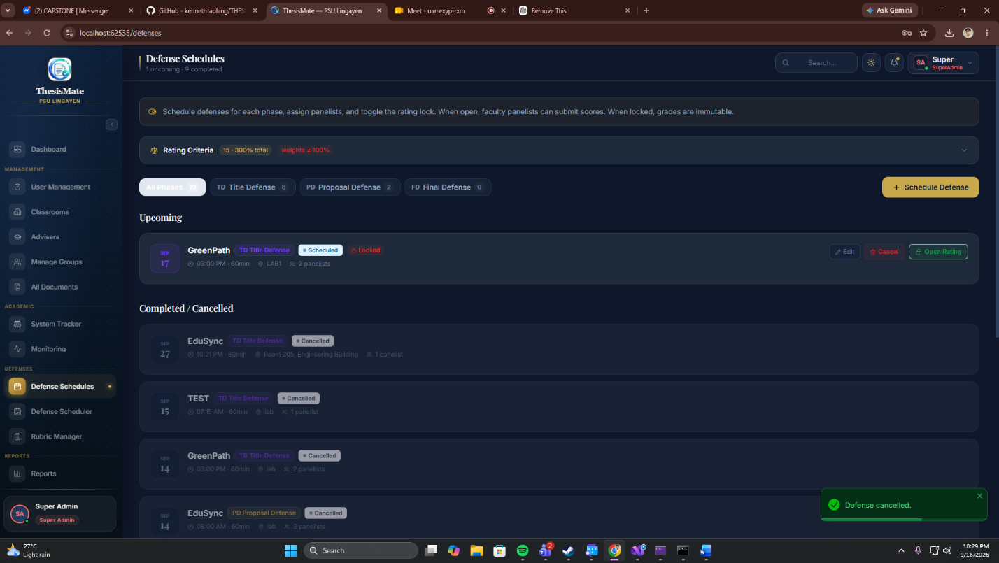 (2) CAPSTONE | Messenger
GitHub - kennethtablang/THES
ThesisMate — PSU Lingayen
Meet - uar-exyp-rxm
Remove This
Ask Gemini
localhost:62535/defenses
ThesisMate
PSU LINGAYEN
Dashboard
MANAGEMENT
User Management
Classrooms
Advisers
Manage Groups
All Documents
ACADEMIC
System Tracker
Monitoring
DEFENSES
Defense Schedules
Defense Scheduler
Rubric Manager
REPORTS
Reports
SA
Super Admin
Super Admin
Defense Schedules
1 upcoming · 9 completed
Search...
SA
Super
SuperAdmin
Schedule defenses for each phase, assign panelists, and toggle the rating lock. When open, faculty panelists can submit scores. When locked, grades are immutable.
Rating Criteria 15 · 300% total weights ≠ 100%
All Phases 10 TD Title Defense 8 PD Proposal Defense 2 FD Final Defense 0
+ Schedule Defense
Upcoming
SEP
17
GreenPath TD Title Defense Scheduled Locked
03:00 PM · 60min LAB1 2 panelists
Edit Cancel Open Rating
Completed / Cancelled
SEP
27
EduSync TD Title Defense Cancelled
10:21 PM · 60min Room 205, Engineering Building 1 panelist
SEP
15
TEST TD Title Defense Cancelled
07:15 AM · 60min lab 1 panelist
SEP
14
GreenPath TD Title Defense Cancelled
03:00 PM · 60min lab 2 panelists
SEP
14
EduSync PD Proposal Defense Cancelled
08:00 AM · 60min lab 3 panelists
Defense cancelled.
27°C
Light rain
Search
2
10:29 PM
9/16/2026